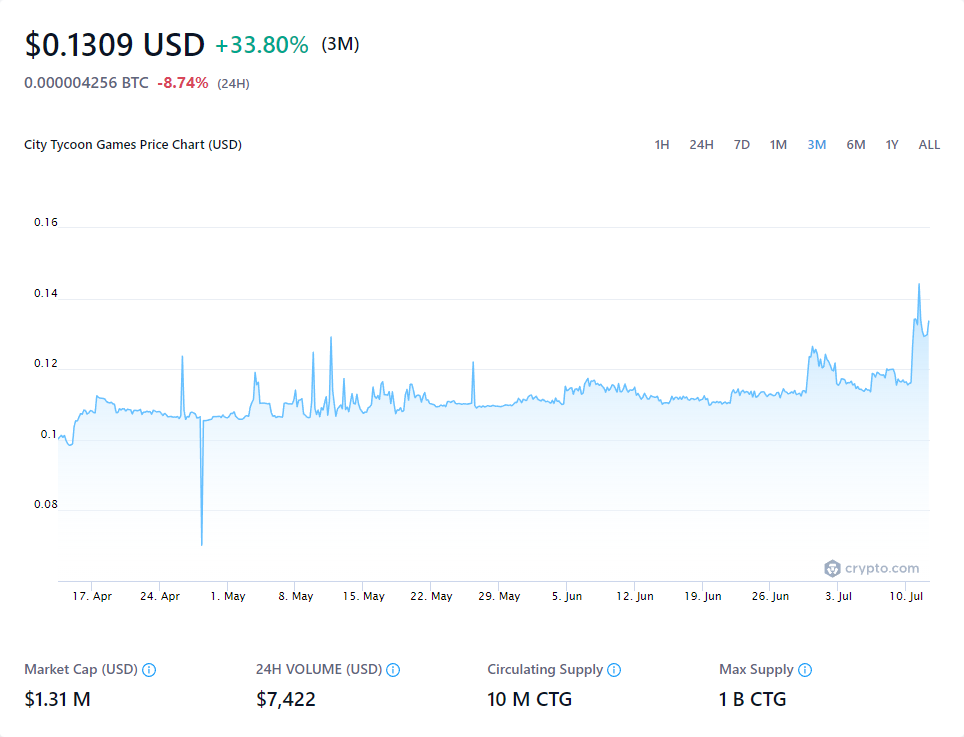 $0.1309 USD +33.80% (3M)
0.000004256 BTC -8.74% (24H)
City Tycoon Games Price Chart (USD) 1H 24H 7D 1M 3M 6M 1Y ALL
0.16
0.14
0.12
0.1
0.08
crypto.com
17. Apr 24. Apr 1. May 8. May 15. May 22. May 29. May 5. Jun 12. Jun 19. Jun 26. Jun 3. Jul 10. Jul
Market Cap (USD) 24H VOLUME (USD) Circulating Supply Max Supply
$1.31 M $7,422 10 M CTG 1 B CTG